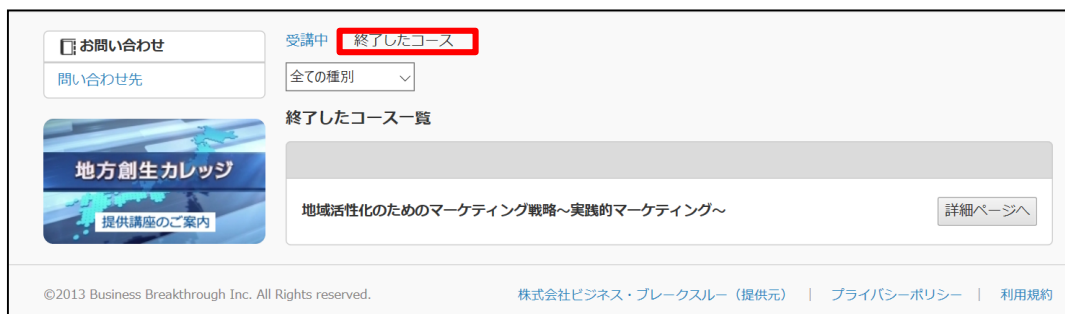 お問い合わせ
問い合わせ先
地方創生カレッジ
提供講座のご案内
受講中 終了したコース
全ての種別
終了したコース一覧
地域活性化のためのマーケティング戦略～実践的マーケティング～ 詳細ページへ
©2013 Business Breakthrough Inc. All Rights reserved. 株式会社ビジネス・ブレークスルー（提供元） | プライバシーポリシー | 利用規約